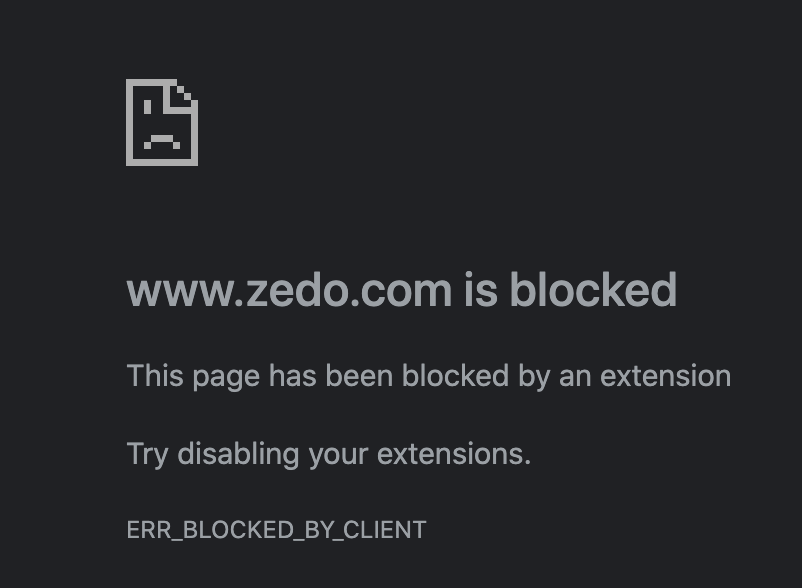 www.zedo.com is blocked
This page has been blocked by an extension
Try disabling your extensions.
ERR_BLOCKED_BY_CLIENT